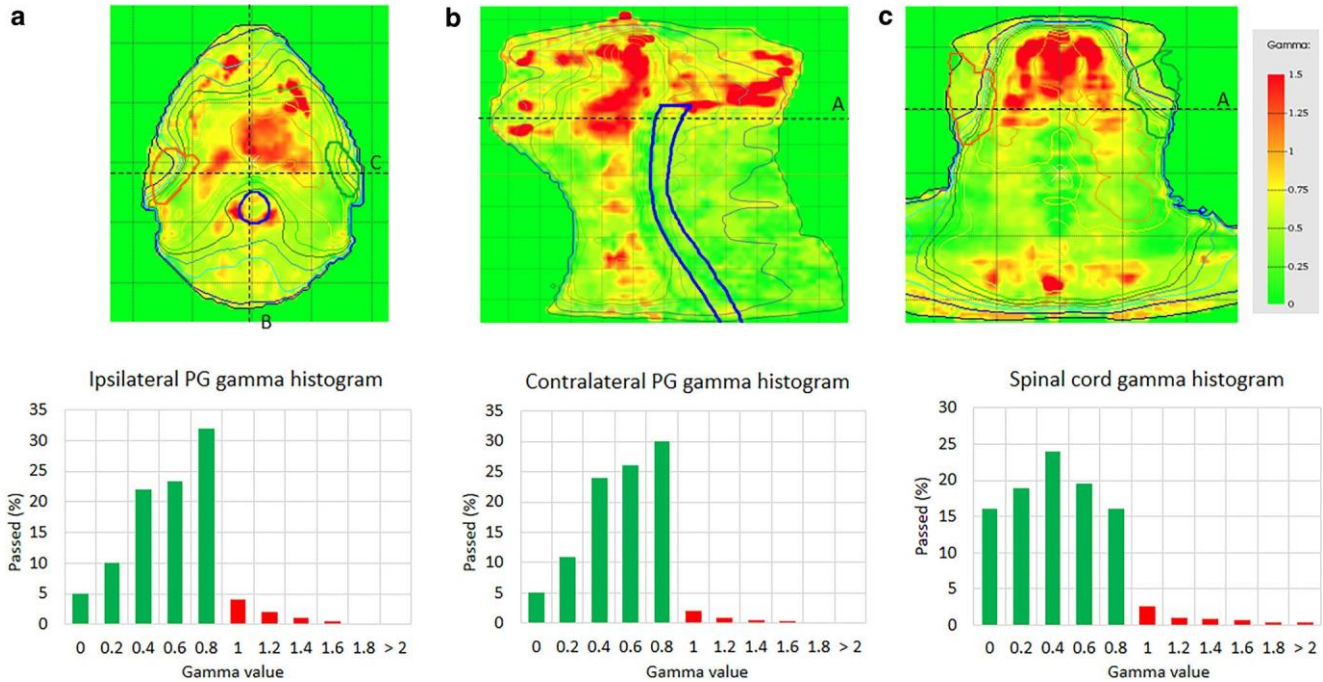 a
b
c
C
B
A
A
Gamma:
1.5
1.25
1
0.75
0.5
0.25
0
Ipsilateral PG gamma histogram
35
30
25
20
15
10
5
0
Passed (%)
0 0.2 0.4 0.6 0.8 1 1.2 1.4 1.6 1.8 > 2
Gamma value
Contralateral PG gamma histogram
35
30
25
20
15
10
5
0
Passed (%)
0 0.2 0.4 0.6 0.8 1 1.2 1.4 1.6 1.8 > 2
Gamma value
Spinal cord gamma histogram
30
25
20
15
10
5
0
Passed (%)
0 0.2 0.4 0.6 0.8 1 1.2 1.4 1.6 1.8 > 2
Gamma value